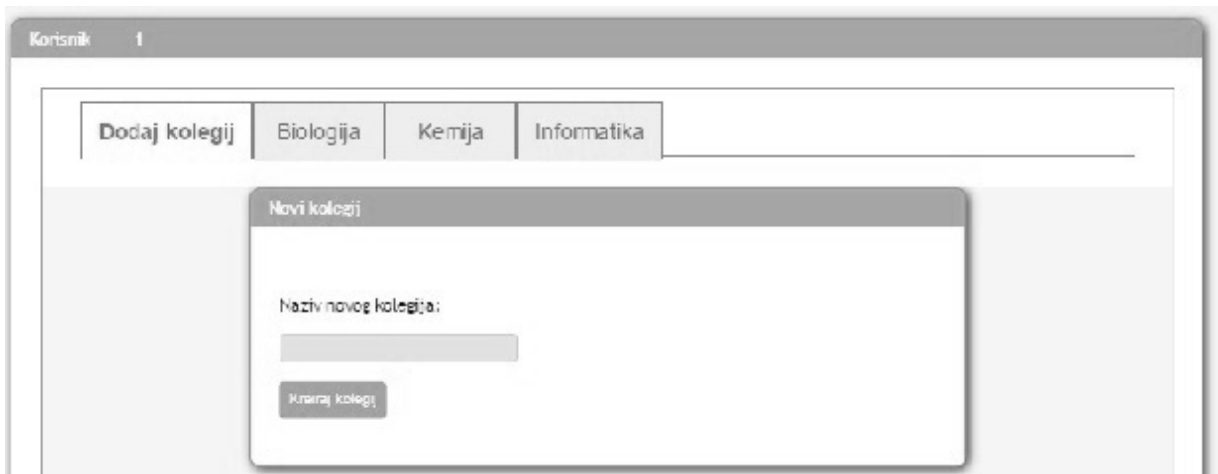 Korisnik 1
Dodaj kolegij Biologija Kemija Informatika
Novi kolegij
Naziv novog kolegija:
Kreiraj kolegij